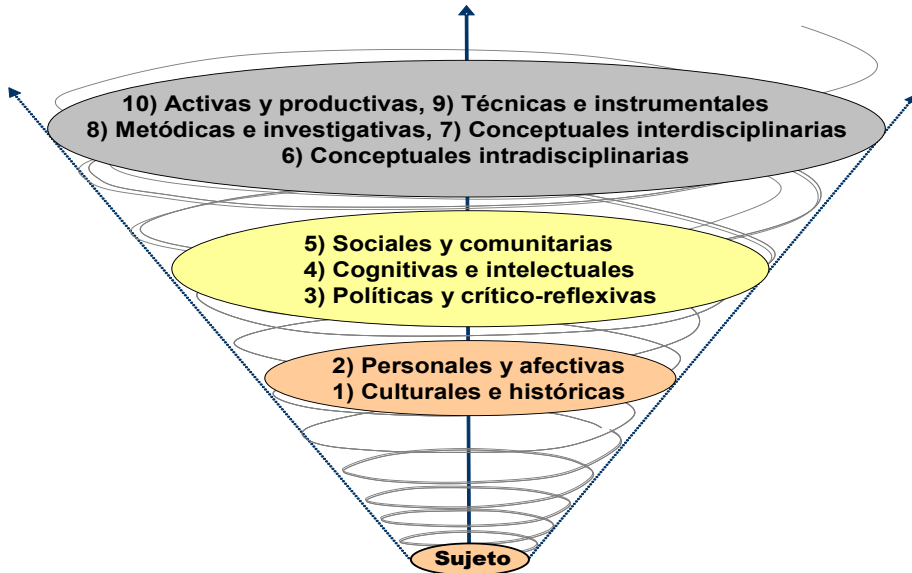 10) Activas y productivas, 9) Técnicas e instrumentales
8) Metódicas e investigativas, 7) Conceptuales interdisciplinarias
6) Conceptuales intradisciplinarias
5) Sociales y comunitarias
4) Cognitivas e intelectuales
3) Políticas y crítico-reflexivas
2) Personales y afectivas
1) Culturales e históricas
Sujeto